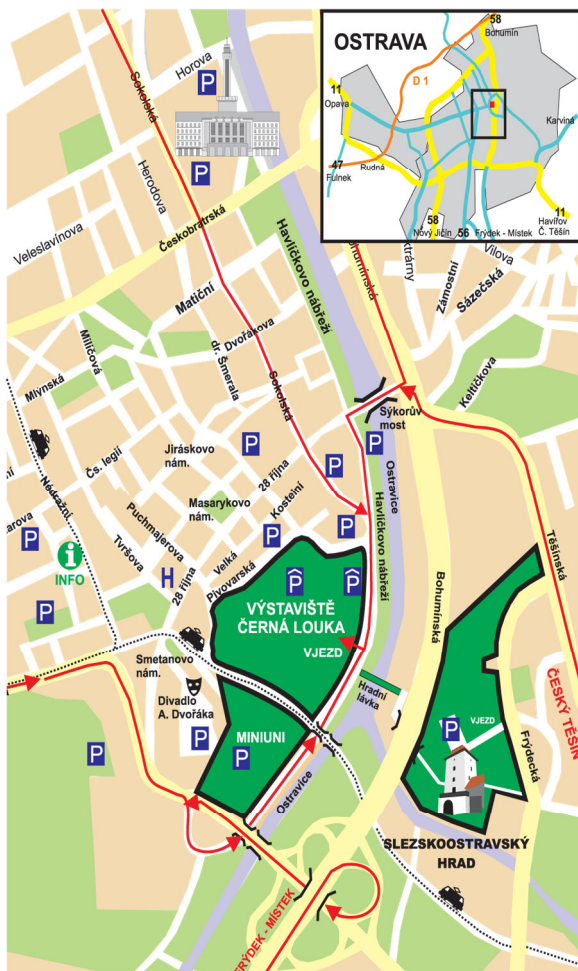 58
Bohumín
OSTRAVA
D 1
11
Opava
Karviná
47
Fulnek
Rudná
11
Havířov
Č. Těšín
58
Nový Jičín
56
Frýdek - Místek
Horova
P
Sokolská
P
Herodova
Veleslavínova
Českobratrská
Havlíčkovo nábřeží
Vilova
Zámostní
Sázečská
Matiční
Dvořákova
dr. Šmerala
Milíčova
Mlýnská
Sokolská
Keltičkova
Sýkorův
most
Čs. legií
P
P
Jiráskovo
nám.
28 října
P
Ostravice
Havlíčkovo nábřeží
Masarykovo
nám.
Kostelní
P
Nádražní
P
Puchmajerova
P
Tvršova
Velká
i
INFO
H
28 října
Pivovarská
P
P
Těšínská
Bohumínská
P
VÝSTAVIŠTĚ
ČERNÁ LOUKA
VJEZD
Smetanovo
nám.
Hradní
lávka
Divadlo
A. Dvořáka
ČESKÝ TĚŠÍN
P
VJEZD
P
P
MINIUNI
P
Frýdecká
Ostravice
SLEZSKOOSTRAVSKÝ
HRAD
FRÝDEK - MÍSTEK